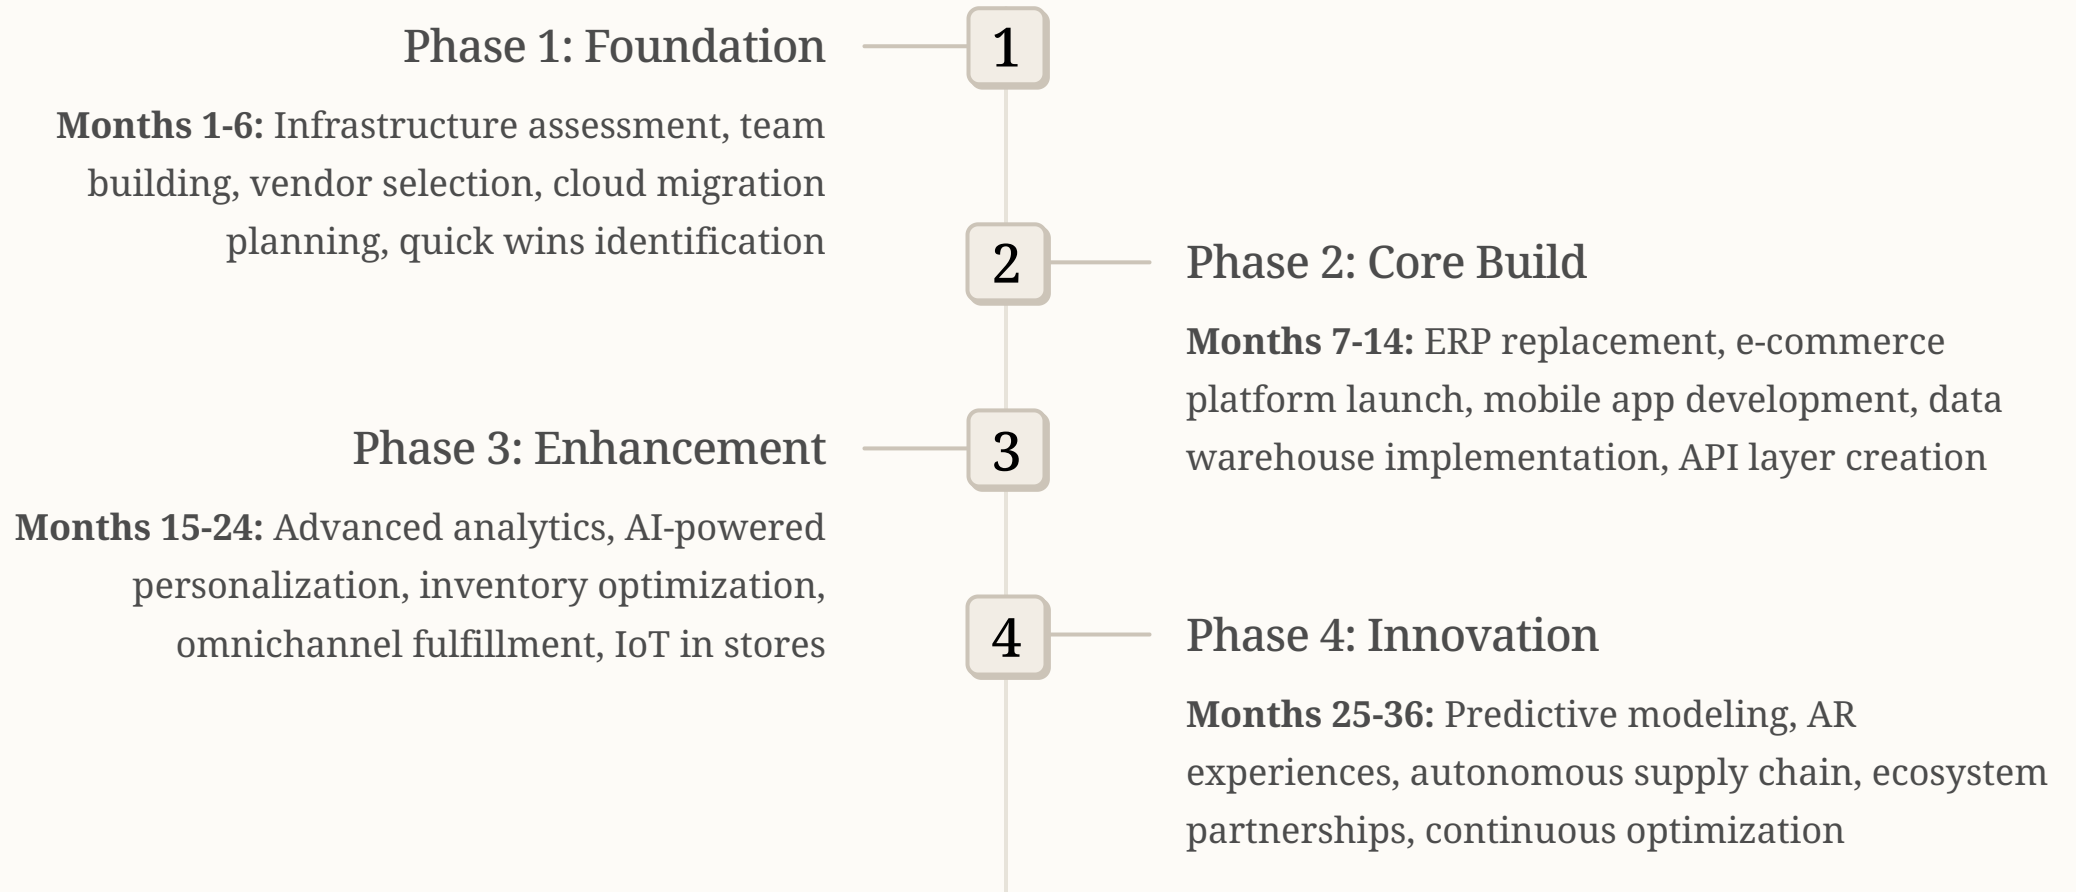 Phase 1: Foundation
1
Months 1-6: Infrastructure assessment, team
building, vendor selection, cloud migration
planning, quick wins identification
2
Phase 2: Core Build
Months 7-14: ERP replacement, e-commerce
platform launch, mobile app development, data
warehouse implementation, API layer creation
Phase 3: Enhancement
3
Months 15-24: Advanced analytics, AI-powered
personalization, inventory optimization,
omnichannel fulfillment, IoT in stores
4
Phase 4: Innovation
Months 25-36: Predictive modeling, AR
experiences, autonomous supply chain, ecosystem
partnerships, continuous optimization